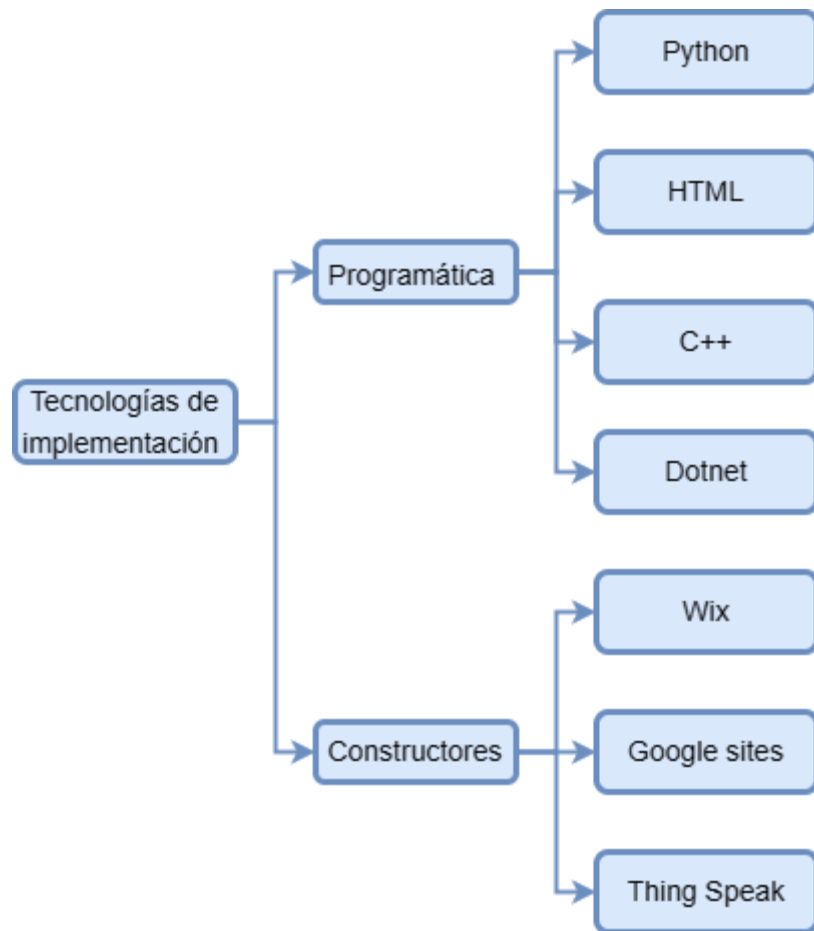 Tecnologías de
implementación
Programática
Python
HTML
C++
Dotnet
Constructores
Wix
Google sites
Thing Speak